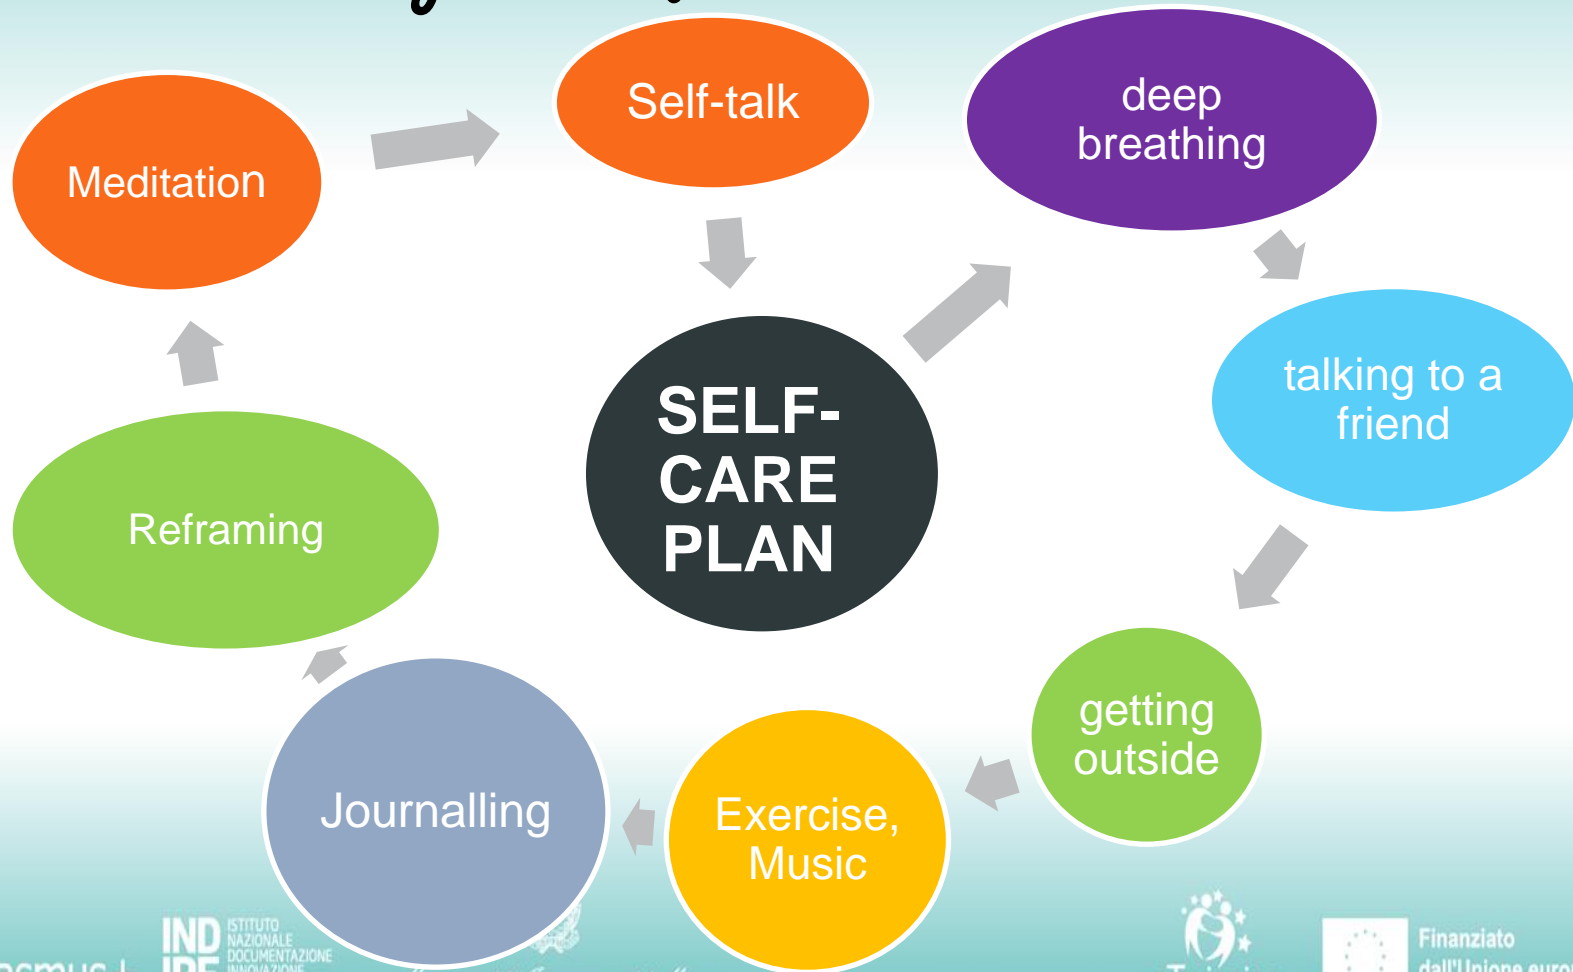 Self-talk
deep
breathing
Meditation
talking to a
friend
SELF-
CARE
PLAN
Reframing
getting
outside
Exercise,
Music
Journalling
IND
ISTITUTO
NAZIONALE
DOCUMENTAZIONE
Finanziato